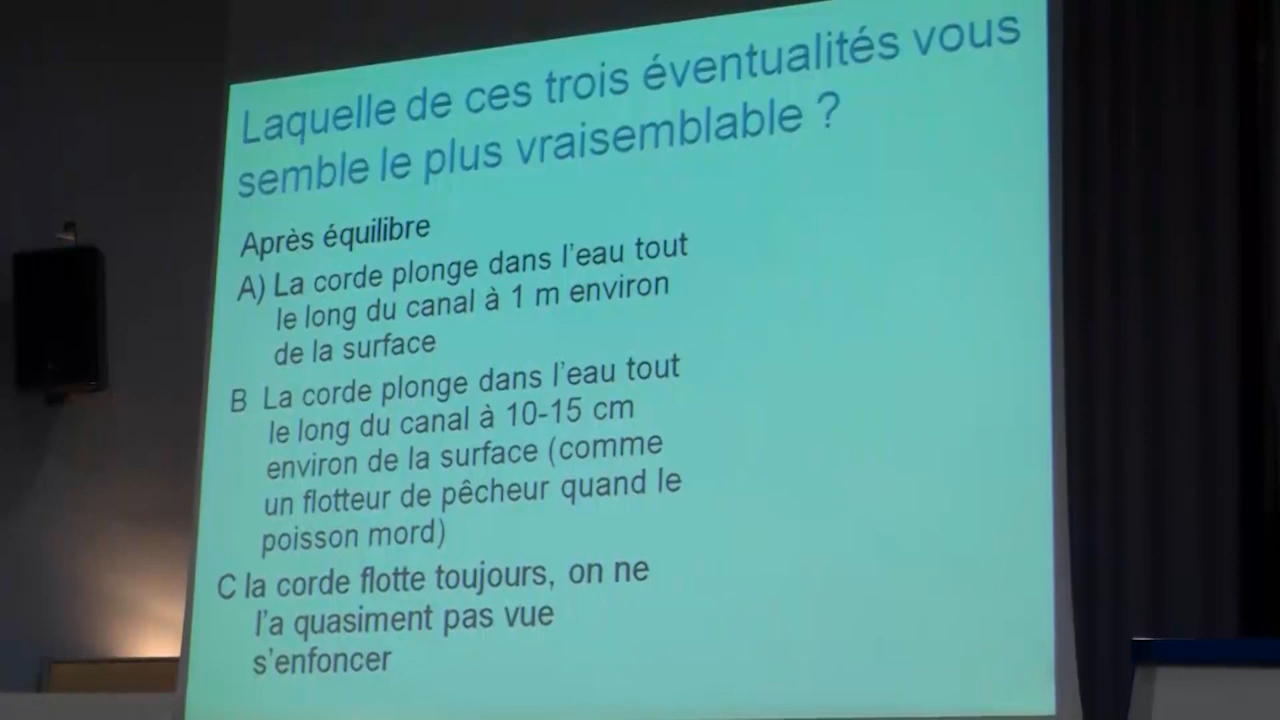 Laquelle de ces trois éventualités vous
semble le plus vraisemblable ?
Après équilibre
A) La corde plonge dans l'eau tout
le long du canal à 1 m environ
de la surface
B La corde plonge dans l'eau tout
le long du canal à 10-15 cm
environ de la surface (comme
un flotteur de pêcheur quand le
poisson mord)
C la corde flotte toujours, on ne
l'a quasiment pas vue
s'enfoncer